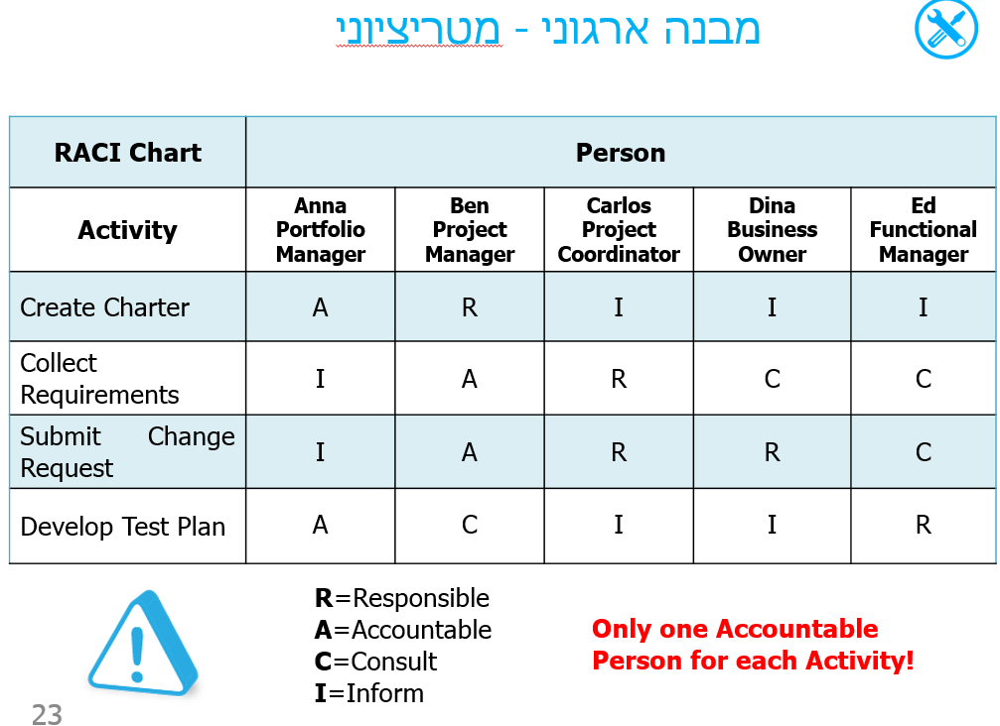 מבנה ארגוני - מטריציוני
RACI Chart
Person
Activity
Anna
Portfolio
Manager
Ben
Project
Manager
Carlos
Project
Coordinator
Dina
Business
Owner
Ed
Functional
Manager
Create Charter
A
R
I
I
I
Collect
Requirements
I
A
R
C
C
Submit Change
Request
I
A
R
R
C
Develop Test Plan
A
C
I
I
R
R=Responsible
A=Accountable
C=Consult
I=Inform
Only one Accountable
Person for each Activity!
23